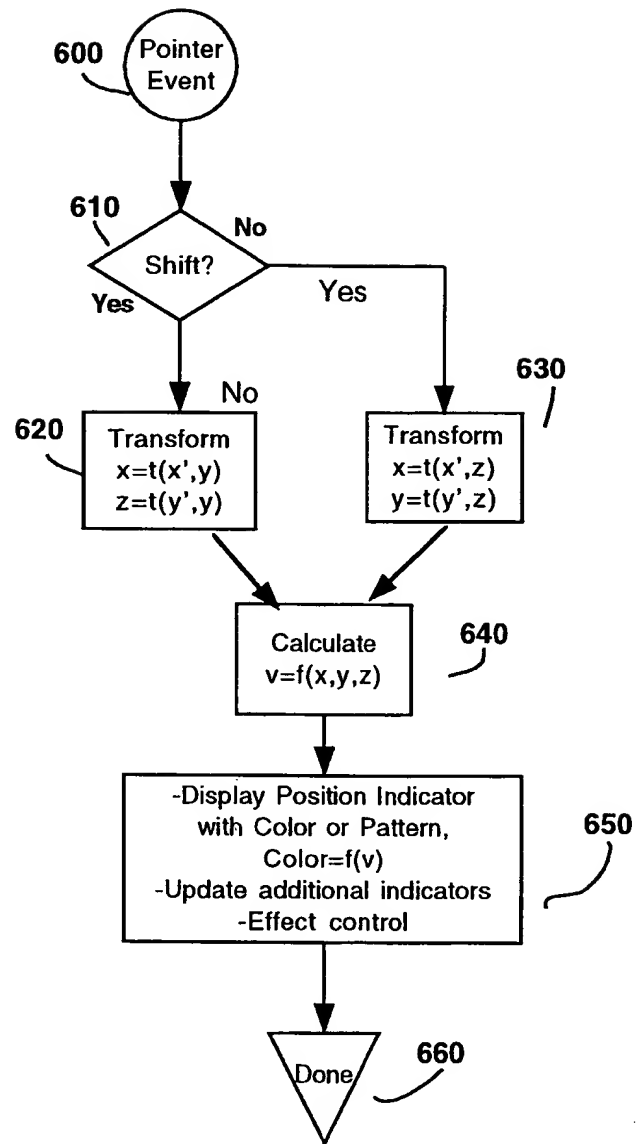 600
Pointer
Event
610
No
Shift?
Yes
Yes
No
620
Transform
x=t(x',y)
z=t(y',y)
630
Transform
x=t(x',z)
y=t(y',z)
640
Calculate
v=f(x,y,z)
-Display Position Indicator
with Color or Pattern,
Color=f(v)
-Update additional indicators
-Effect control
650
Done
660